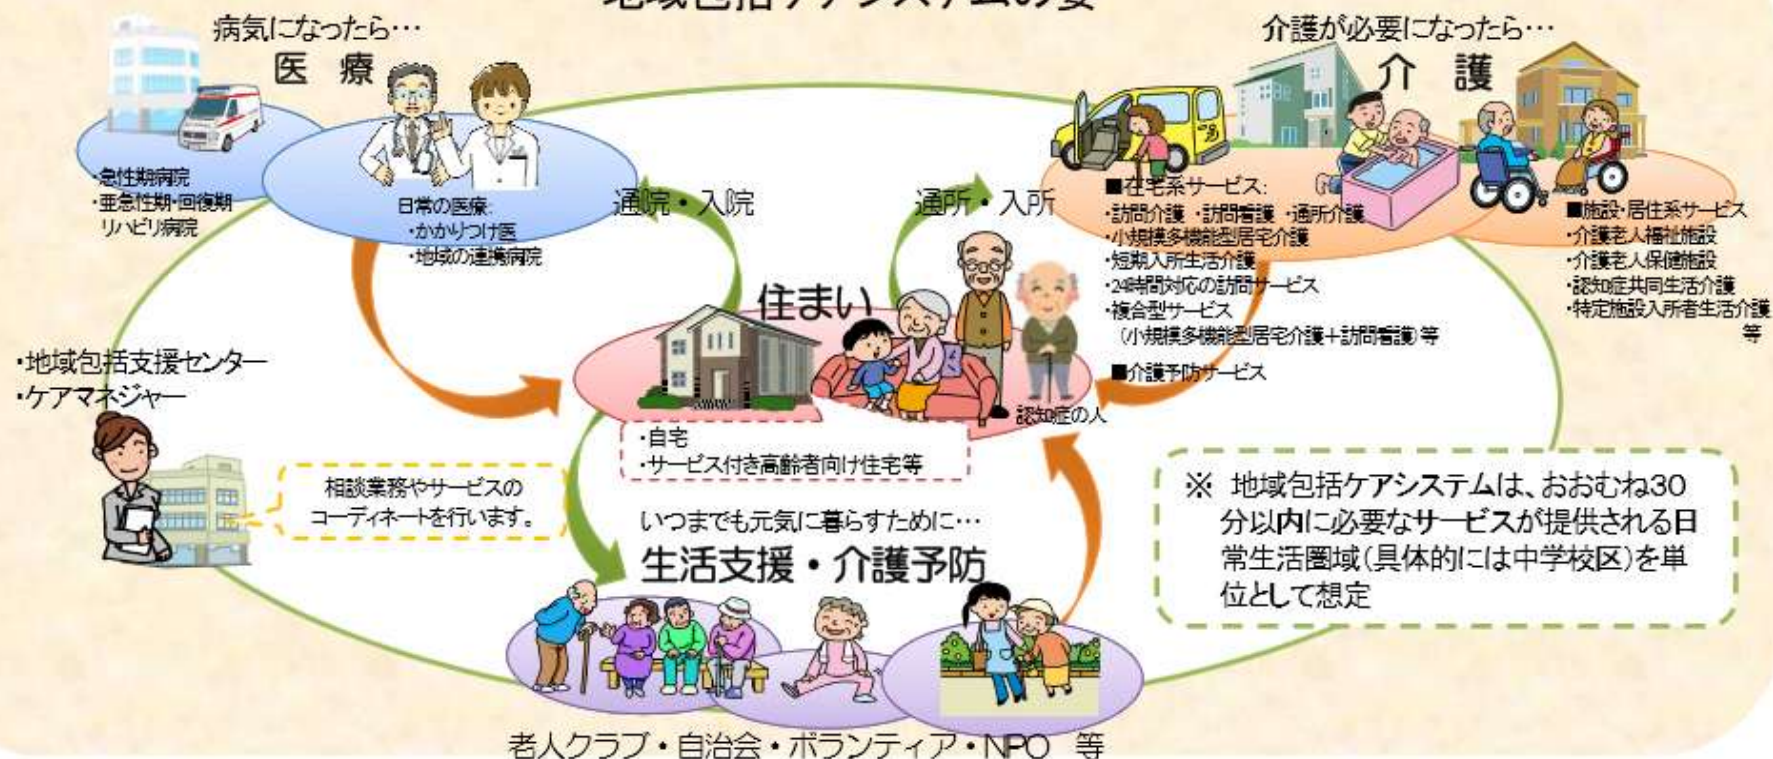 地域包括ケアシステムの姿
病気になったら…
医 療
・急性期病院
・亜急性期・回復期
リハビリ病院
日常の医療:
・かかりつけ医
・地域の連携病院
通院・入院
通所・入所
介護が必要になったら…
介 護
■在宅系サービス:
・訪問介護 ・訪問看護 ・通所介護
・小規模多機能型居宅介護
・短期入所生活介護
・24時間対応の訪問サービス
・複合型サービス
(小規模多機能型居宅介護+訪問看護)等
■介護予防サービス
■施設・居住系サービス
・介護老人福祉施設
・介護老人保健施設
・認知症共同生活介護
・特定施設入所者生活介護
等
住まい
認知症の人
・自宅
・サービス付き高齢者向け住宅等
・地域包括支援センター
・ケアマネジャー
相談業務やサービスの
コーディネートを行います。
いつまでも元気に暮らすために…
生活支援・介護予防
老人クラブ・自治会・ボランティア・NPO 等
※ 地域包括ケアシステムは、おおむね30
分以内に必要なサービスが提供される日
常生活圏域(具体的には中学校区)を単
位として想定